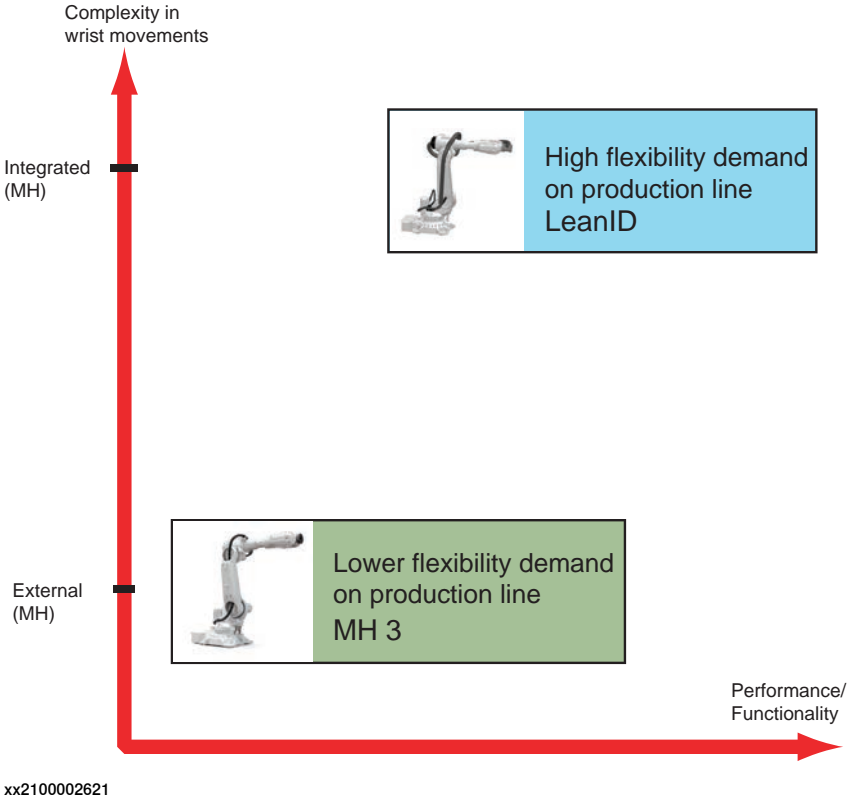 Complexity in
wrist movements
Integrated
(MH)
High flexibility demand
on production line
LeanID
External
(MH)
Lower flexibility demand
on production line
MH 3
Performance/
Functionality
xx2100002621